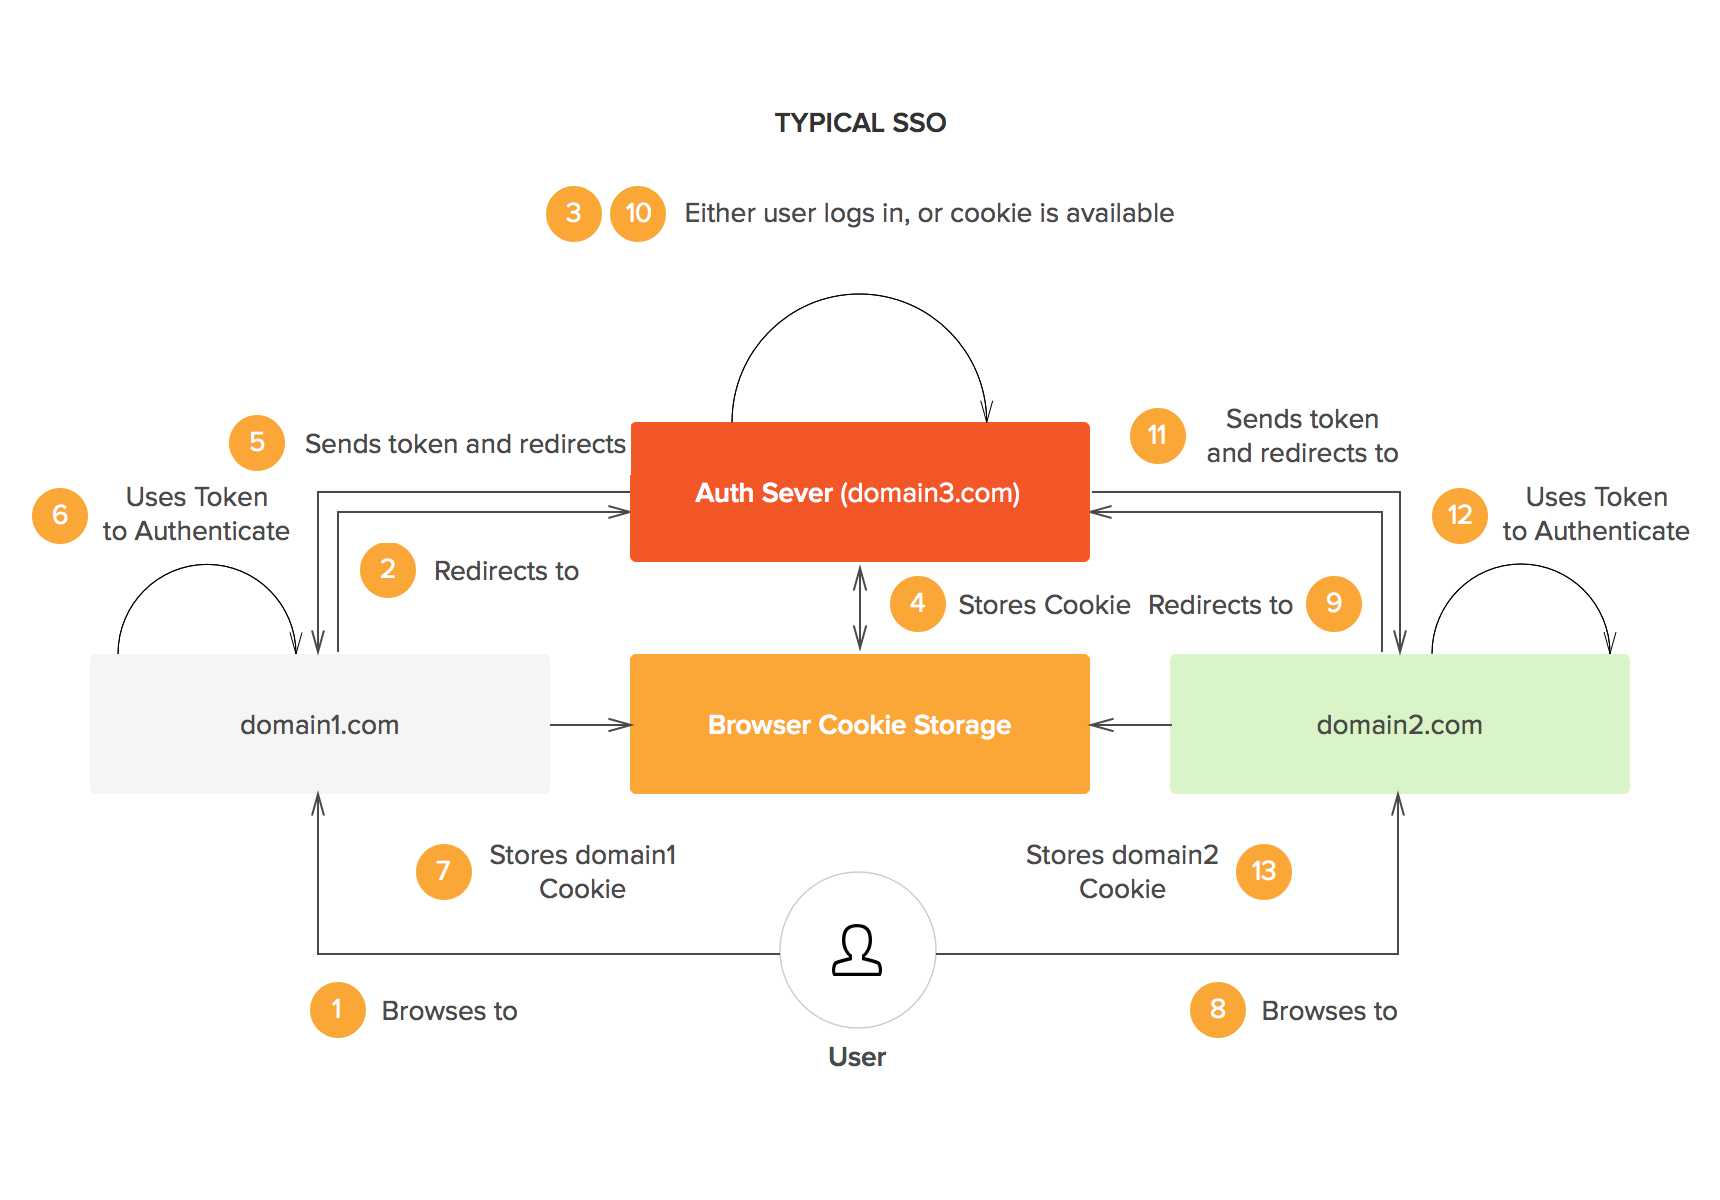 TYPICAL SSO
3 10 Either user logs in, or cookie is available
5 Sends token and redirects
11 Sends token
and redirects to
6 Uses Token
to Authenticate
Auth Sever (domain3.com)
12 Uses Token
to Authenticate
2 Redirects to
4 Stores Cookie
Redirects to 9
domain1.com
Browser Cookie Storage
domain2.com
7 Stores domain1
Cookie
Stores domain2 13
Cookie
1 Browses to
8 Browses to
User